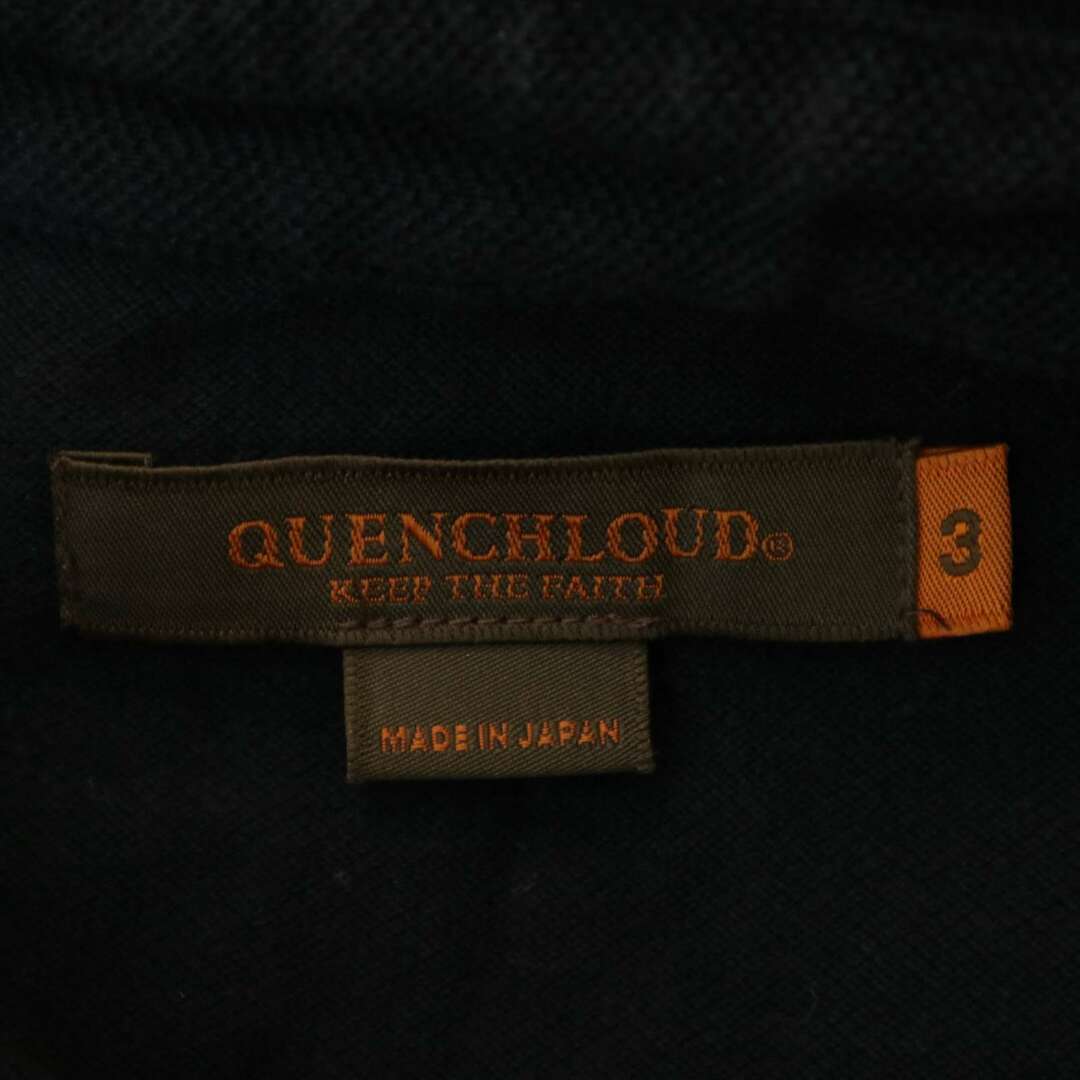 QUENCHLOUD®
KEEP THE FAITH
3
MADE IN JAPAN